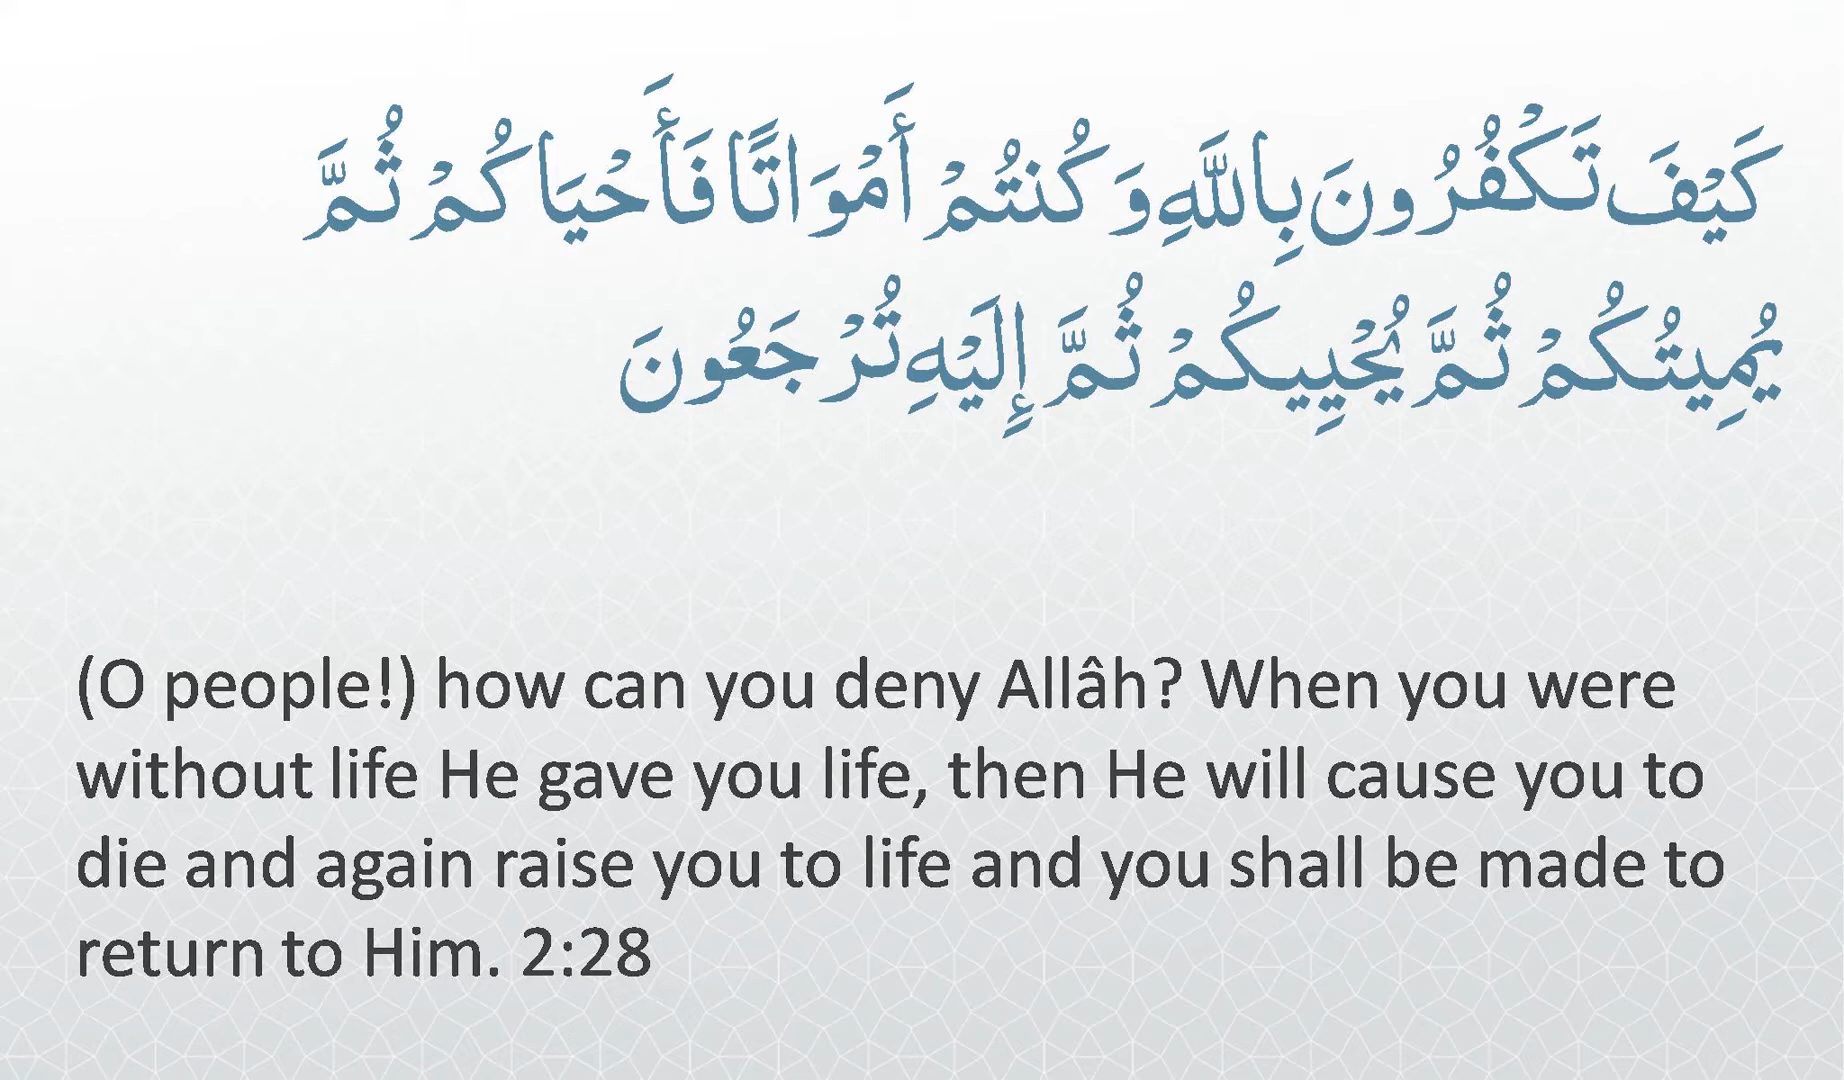 كَيْفَ تَكْفُرُونَ بِاللَّهِ وَكُنتُمْ أَمْوَاتًا فَأَحْيَاكُمْ ثُمَّ
يُمِيتُكُمْ ثُمَّ يُحْيِيكُمْ ثُمَّ إِلَيْهِ تُرْجَعُونَ
(O people!) how can you deny Allâh? When you were
without life He gave you life, then He will cause you to
die and again raise you to life and you shall be made to
return to Him. 2:28